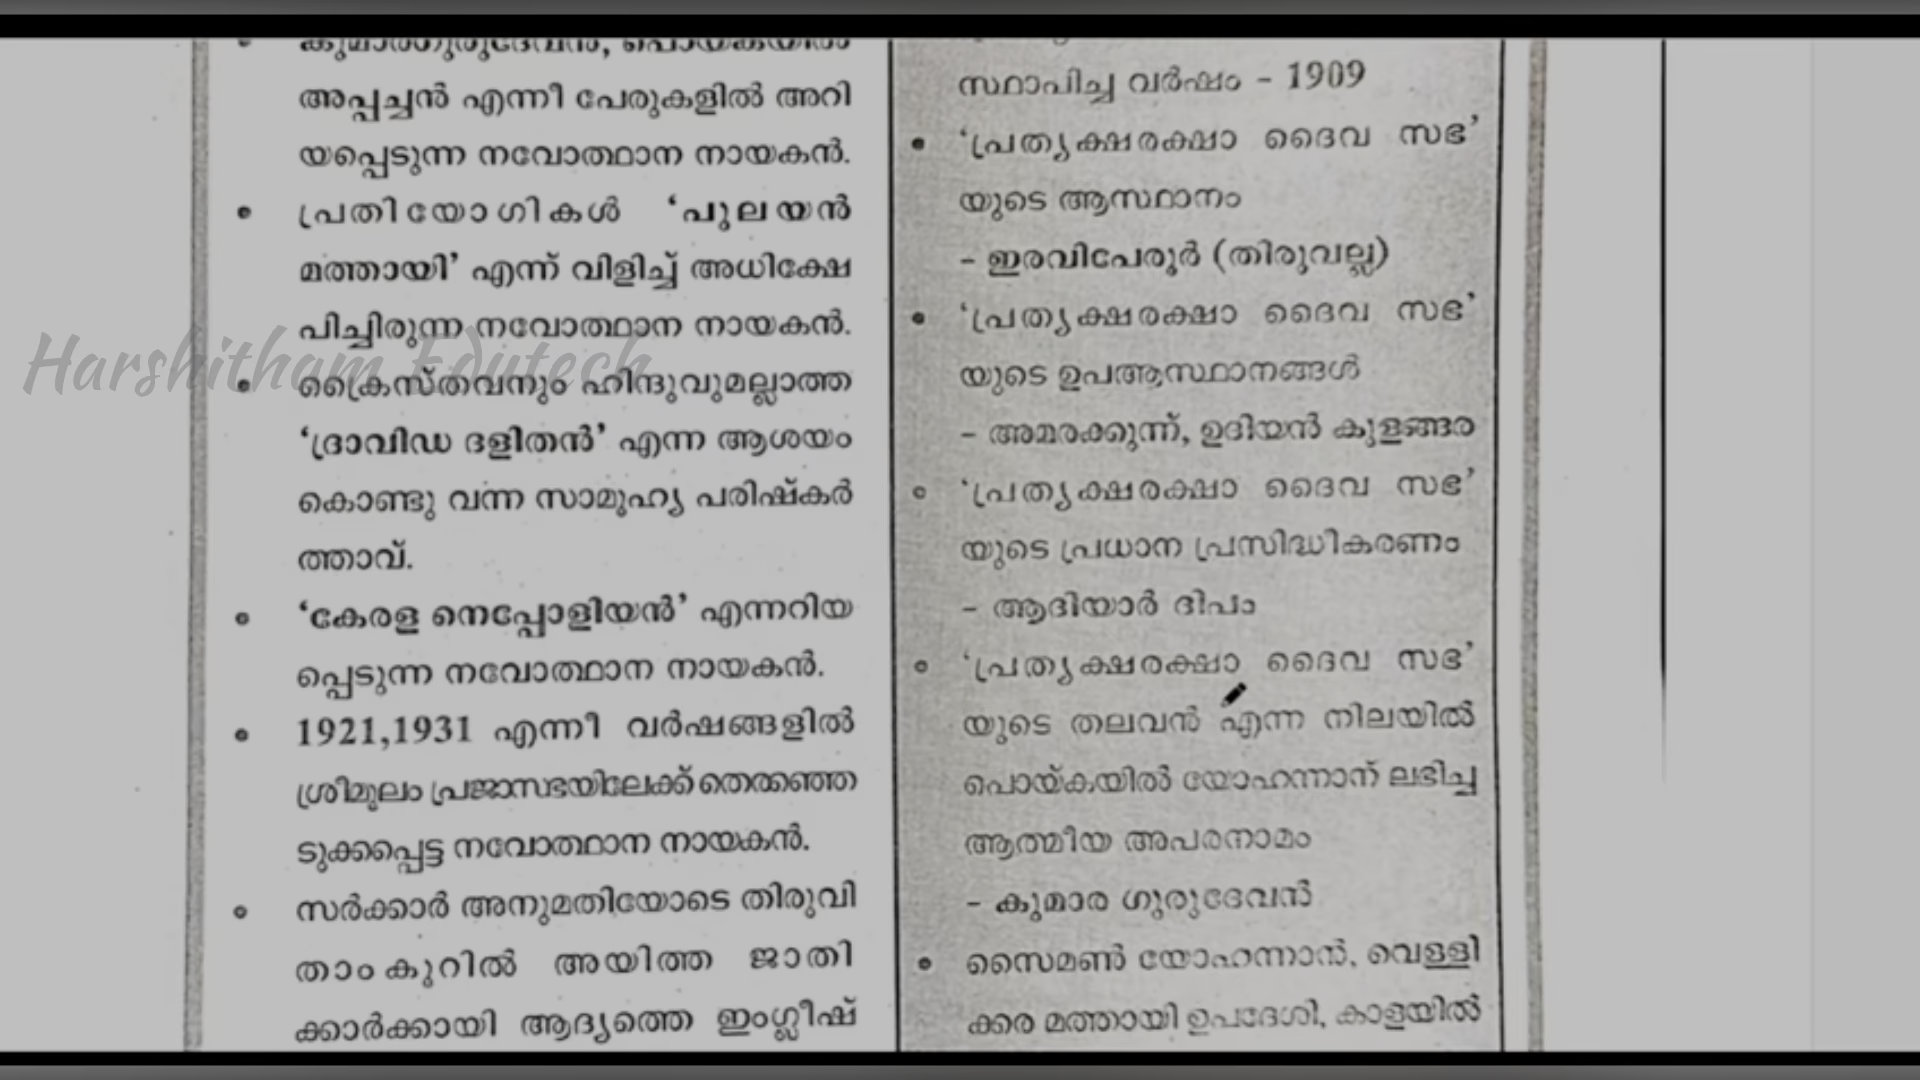 കുമാരഗുരുദേവൻ, പൊയ്കയിൽ
അപ്പച്ചൻ എന്നീ പേരുകളിൽ അറി
യപ്പെടുന്ന നവോത്ഥാന നായകൻ.
• പ്രതിയോഗികൾ ‘പുലയൻ
മത്തായി’ എന്ന് വിളിച്ച് അധിക്ഷേ
പിച്ചിരുന്ന നവോത്ഥാന നായകൻ.
• ക്രൈസ്തവനും ഹിന്ദുവുമല്ലാത്ത
‘ദ്രാവിഡ ദളിതൻ’ എന്ന ആശയം
കൊണ്ടു വന്ന സാമൂഹ്യ പരിഷ്കർ
ത്താവ്.
• ‘കേരള നെപ്പോളിയൻ’ എന്നറിയ
പ്പെടുന്ന നവോത്ഥാന നായകൻ.
• 1921,1931 എന്നീ വർഷങ്ങളിൽ
ശ്രീമൂലം പ്രജാസഭയിലേക്ക് തെരഞ്ഞ
ടുക്കപ്പെട്ട നവോത്ഥാന നായകൻ.
• സർക്കാർ അനുമതിയോടെ തിരുവി
താംകൂറിൽ അയിത്ത ജാതി
ക്കാർക്കായി ആദ്യത്തെ ഇംഗ്ലീഷ്
സ്ഥാപിച്ച വർഷം - 1909
• ‘പ്രത്യക്ഷരക്ഷാ ദൈവ സഭ’
യുടെ ആസ്ഥാനം
- ഇരവിപേരൂർ (തിരുവല്ല)
• ‘പ്രത്യക്ഷരക്ഷാ ദൈവ സഭ’
യുടെ ഉപആസ്ഥാനങ്ങൾ
- അമരക്കുന്ന്, ഉദിയൻ കുളങ്ങര
• ‘പ്രത്യക്ഷരക്ഷാ ദൈവ സഭ’
യുടെ പ്രധാന പ്രസിദ്ധീകരണം
- ആദിയാർ ദീപം
• ‘പ്രത്യക്ഷരക്ഷാ ദൈവ സഭ’
യുടെ തലവൻ എന്ന നിലയിൽ
പൊയ്കയിൽ യോഹന്നാന് ലഭിച്ച
ആത്മീയ അപരനാമം
- കുമാര ഗുരുദേവൻ
• സൈമൺ യോഹന്നാൻ, വെള്ളി
ക്കര മത്തായി ഉപദേശി, കാളയിൽ
Harshitham Edutech